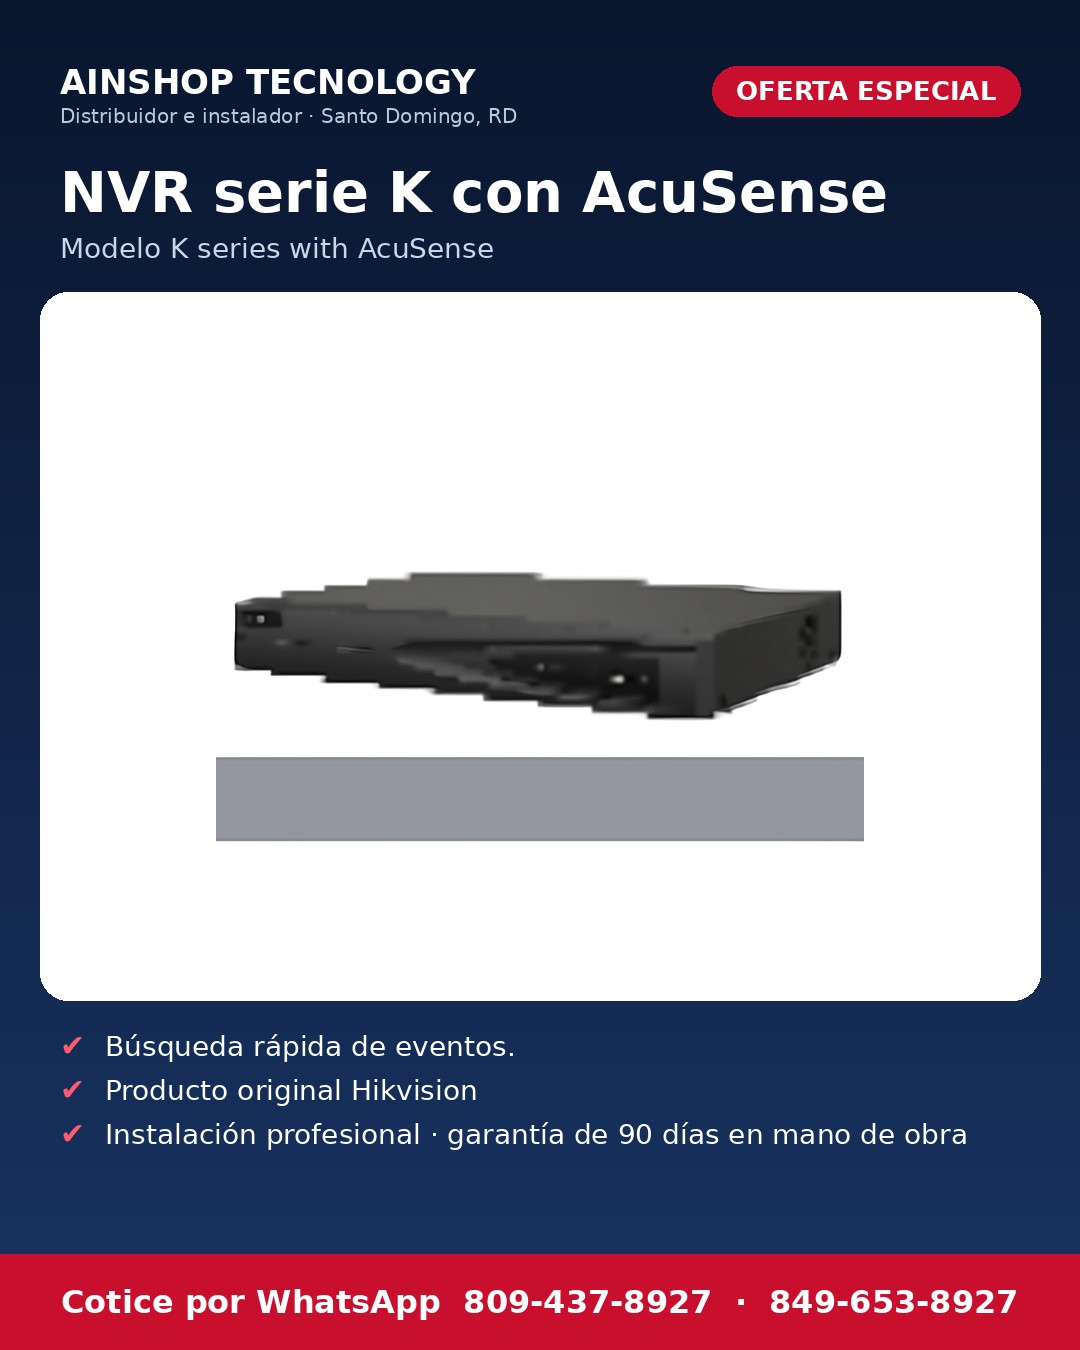 AINSHOP TECNOLOGY
OFERTA ESPECIAL
Distribuidor e instalador · Santo Domingo, RD
NVR serie K con AcuSense
Modelo K series with AcuSense
✔ Búsqueda rápida de eventos.
✔ Producto original Hikvision
✔ Instalación profesional · garantía de 90 días en mano de obra
Cotice por WhatsApp 809-437-8927 · 849-653-8927